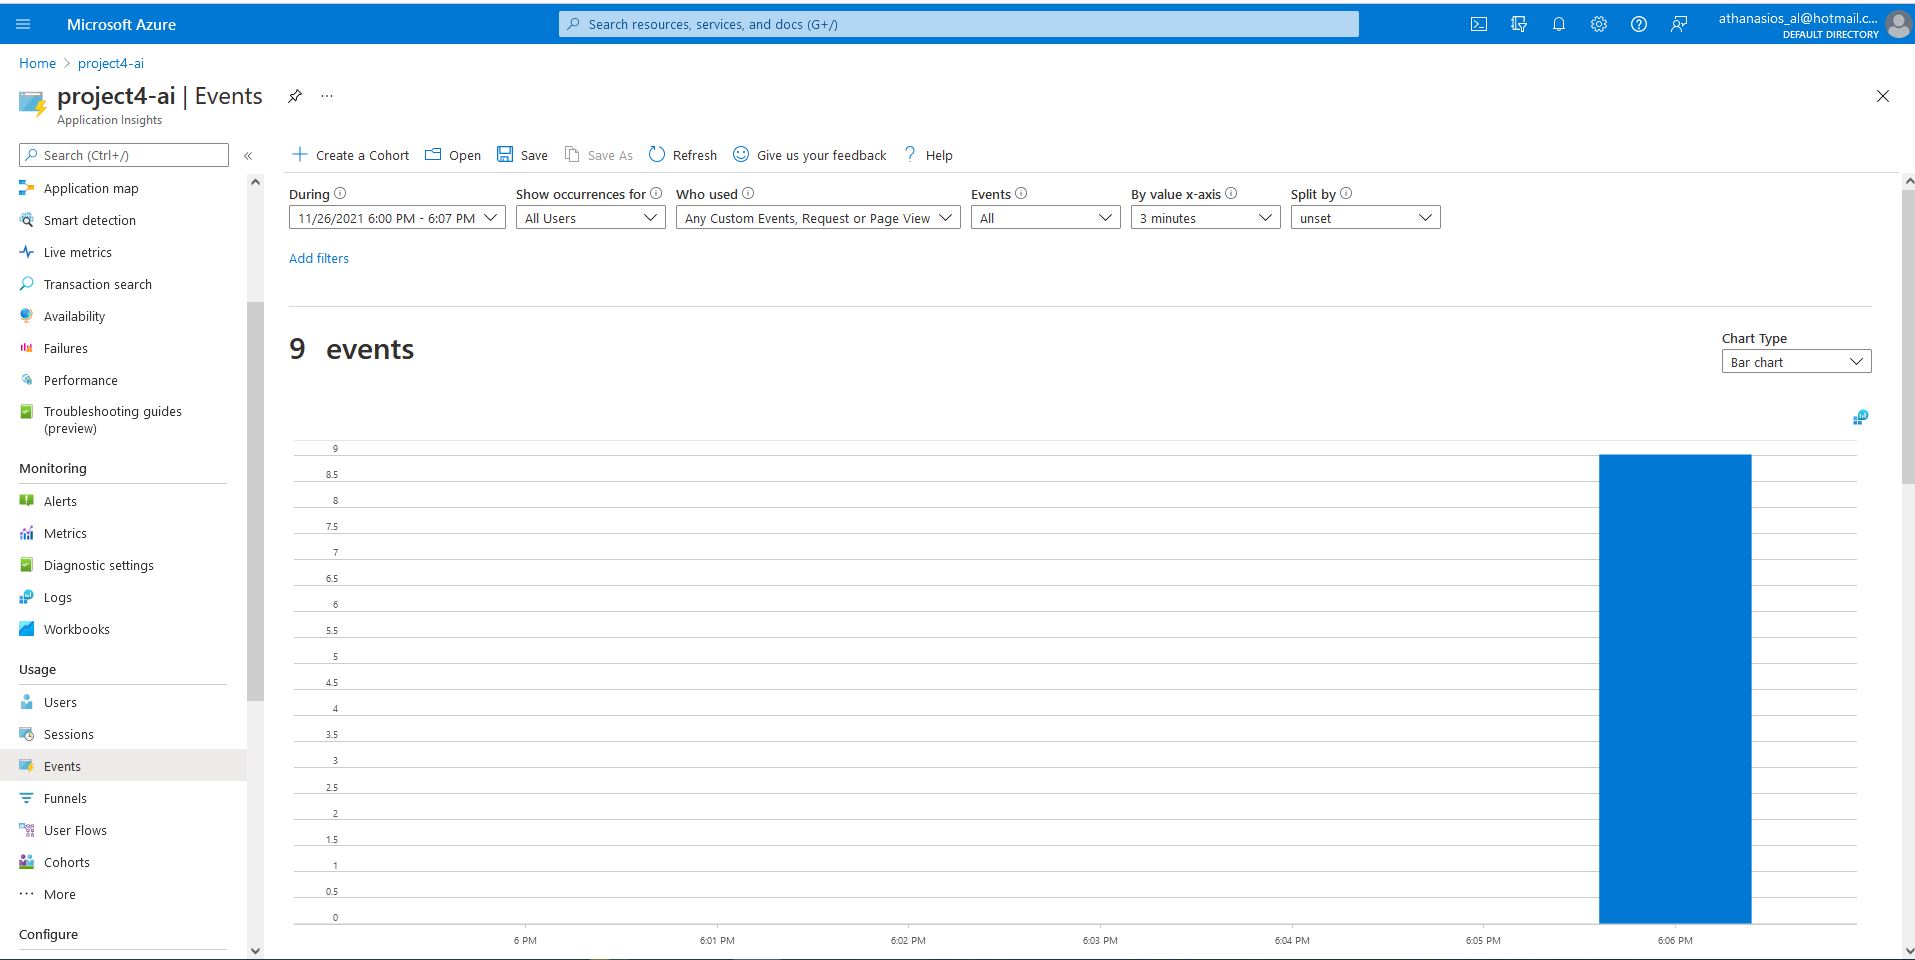 Microsoft Azure
Search resources, services, and docs (G+/)
athanasios_al@hotmail.c...
DEFAULT DIRECTORY
Home > project4-ai
project4-ai | Events
...
Application Insights
Search (Ctrl+/)
«
Application map
Smart detection
Live metrics
Transaction search
Availability
Failures
Performance
Troubleshooting guides
(preview)
Monitoring
Alerts
Metrics
Diagnostic settings
Logs
Workbooks
Usage
Users
Sessions
Events
Funnels
User Flows
Cohorts
More
Configure
Create a Cohort Open Save Save As Refresh Give us your feedback ? Help
During Show occurrences for Who used Events By value x-axis Split by
11/26/2021 6:00 PM - 6:07 PM All Users Any Custom Events, Request or Page View All 3 minutes unset
Add filters
9 events
Chart Type
Bar chart
9
8.5
8
7.5
7
6.5
6
5.5
5
4.5
4
3.5
3
2.5
2
1.5
1
0.5
0
6 PM 6:01 PM 6:02 PM 6:03 PM 6:04 PM 6:05 PM 6:06 PM